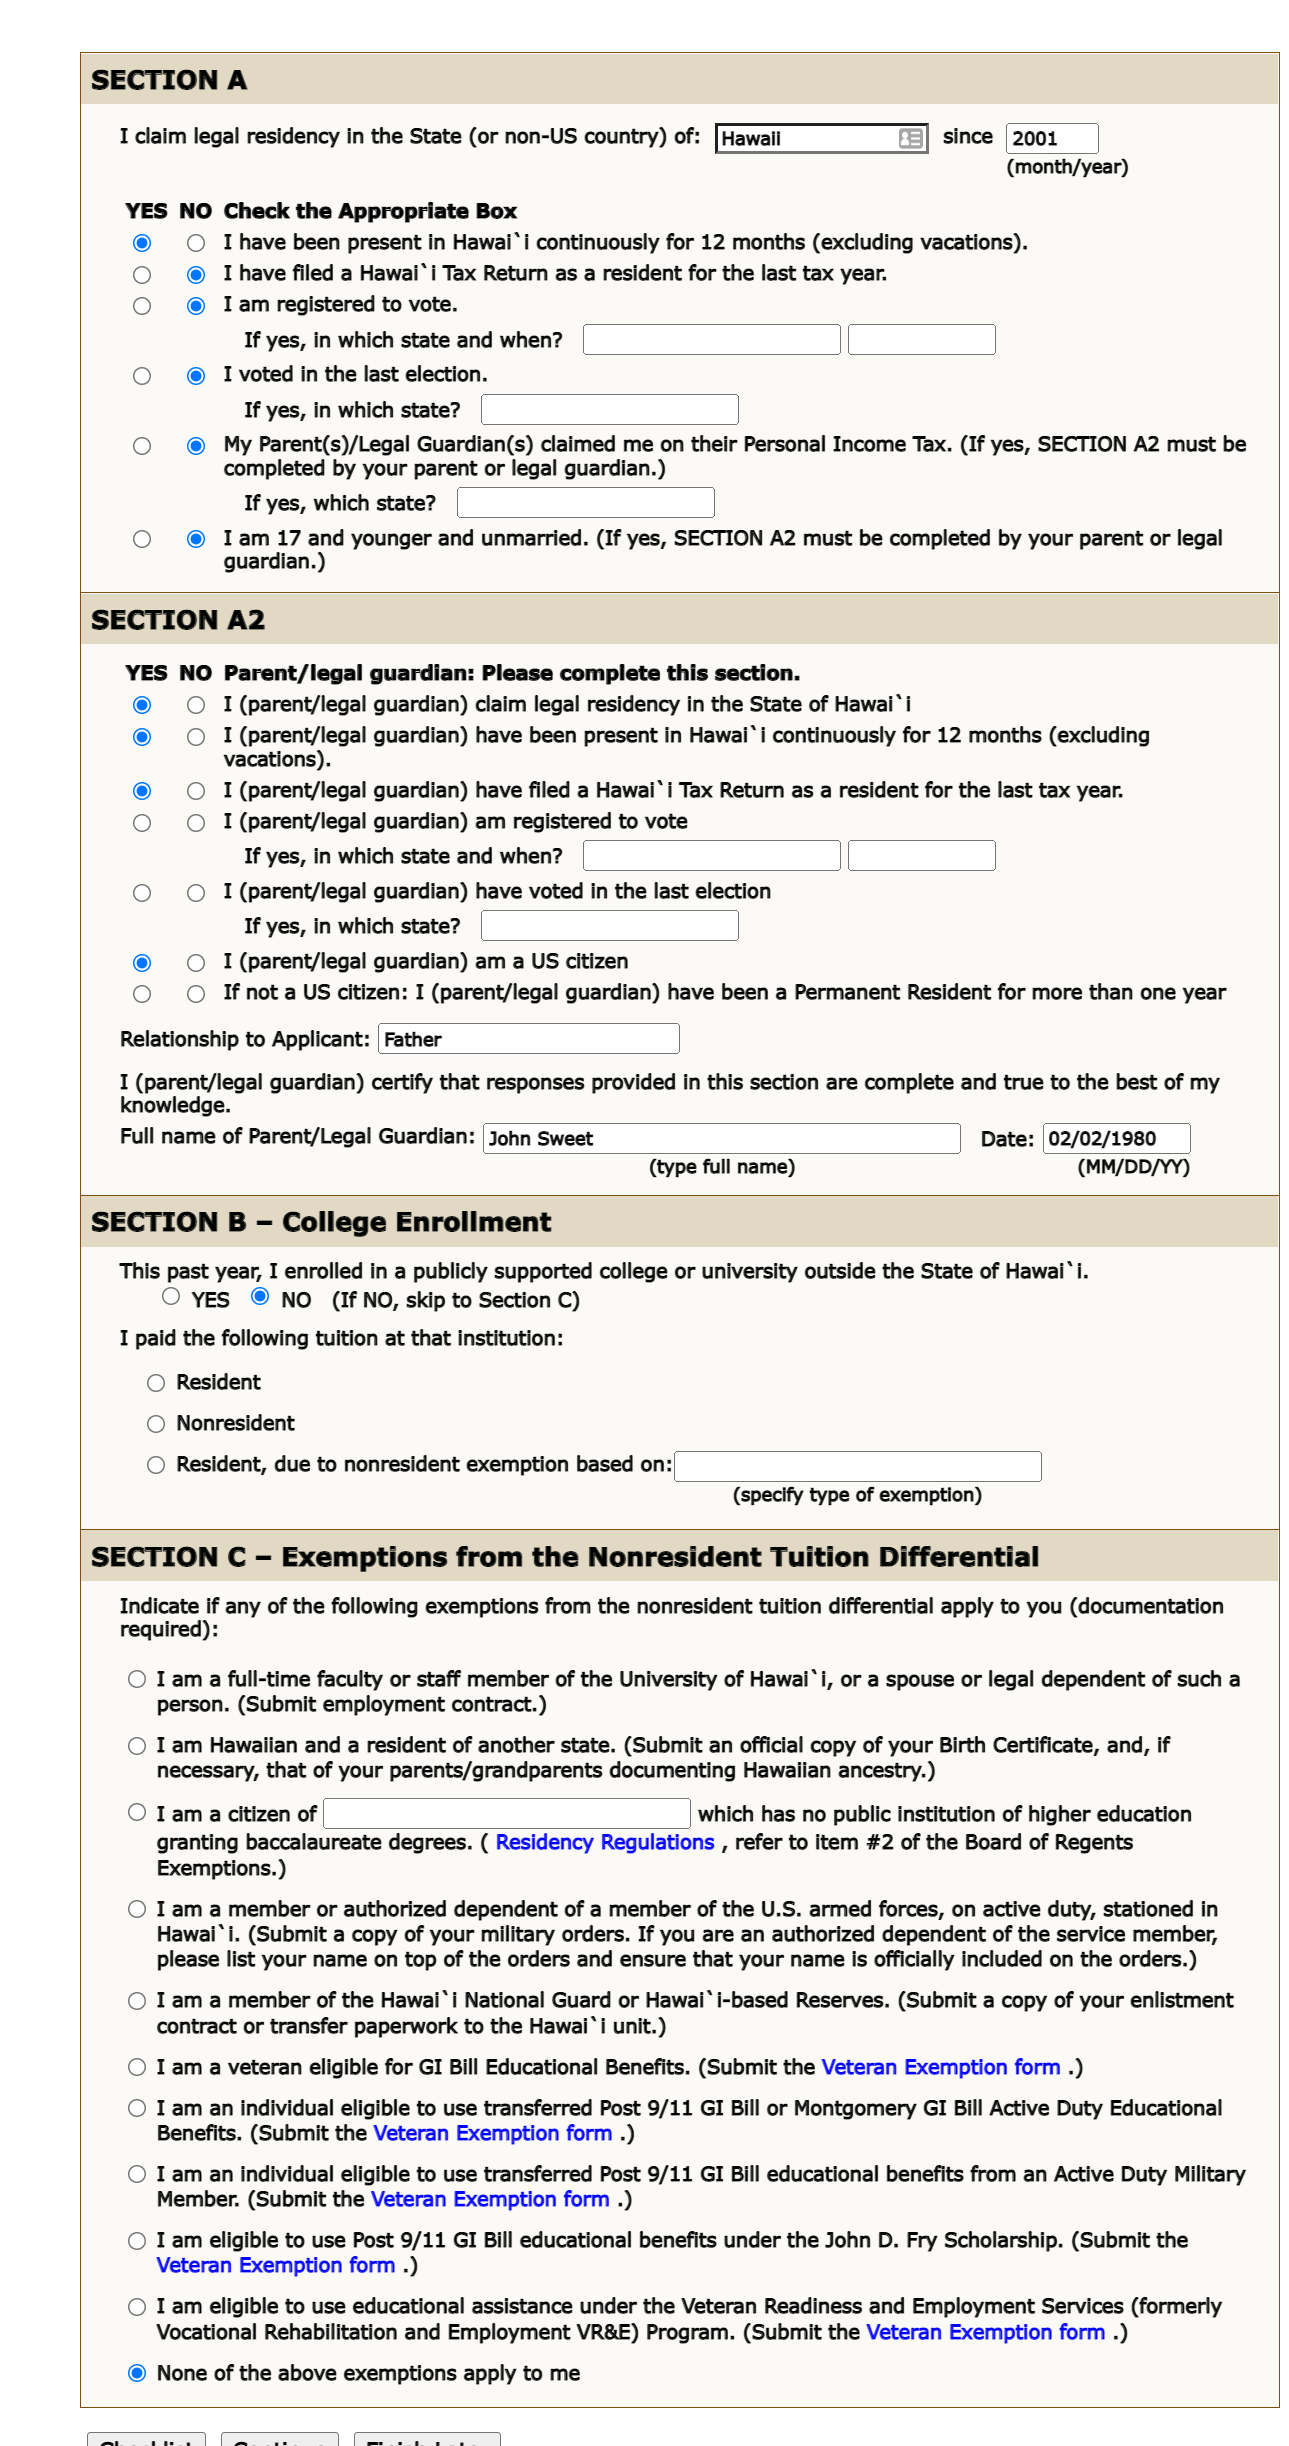 SECTION A
I claim legal residency in the State (or non-US country) of: Hawaii since 2001
(month/year)
YES NO Check the Appropriate Box
I have been present in Hawai`i continuously for 12 months (excluding vacations).
I have filed a Hawai`i Tax Return as a resident for the last tax year.
I am registered to vote.
If yes, in which state and when?
I voted in the last election.
If yes, in which state?
My Parent(s)/Legal Guardian(s) claimed me on their Personal Income Tax. (If yes, SECTION A2 must be
completed by your parent or legal guardian.)
If yes, which state?
I am 17 and younger and unmarried. (If yes, SECTION A2 must be completed by your parent or legal
guardian.)
SECTION A2
YES NO Parent/legal guardian: Please complete this section.
I (parent/legal guardian) claim legal residency in the State of Hawai`i
I (parent/legal guardian) have been present in Hawai`i continuously for 12 months (excluding
vacations).
I (parent/legal guardian) have filed a Hawai`i Tax Return as a resident for the last tax year.
I (parent/legal guardian) am registered to vote
If yes, in which state and when?
I (parent/legal guardian) have voted in the last election
If yes, in which state?
I (parent/legal guardian) am a US citizen
If not a US citizen: I (parent/legal guardian) have been a Permanent Resident for more than one year
Relationship to Applicant: Father
I (parent/legal guardian) certify that responses provided in this section are complete and true to the best of my
knowledge.
Full name of Parent/Legal Guardian: John Sweet Date: 02/02/1980
(type full name) (MM/DD/YY)
SECTION B – College Enrollment
This past year, I enrolled in a publicly supported college or university outside the State of Hawai`i.
YES NO (If NO, skip to Section C)
I paid the following tuition at that institution:
Resident
Nonresident
Resident, due to nonresident exemption based on:
(specify type of exemption)
SECTION C – Exemptions from the Nonresident Tuition Differential
Indicate if any of the following exemptions from the nonresident tuition differential apply to you (documentation
required):
I am a full-time faculty or staff member of the University of Hawai`i, or a spouse or legal dependent of such a
person. (Submit employment contract.)
I am Hawaiian and a resident of another state. (Submit an official copy of your Birth Certificate, and, if
necessary, that of your parents/grandparents documenting Hawaiian ancestry.)
I am a citizen of which has no public institution of higher education
granting baccalaureate degrees. ( Residency Regulations , refer to item #2 of the Board of Regents
Exemptions.)
I am a member or authorized dependent of a member of the U.S. armed forces, on active duty, stationed in
Hawai`i. (Submit a copy of your military orders. If you are an authorized dependent of the service member,
please list your name on top of the orders and ensure that your name is officially included on the orders.)
I am a member of the Hawai`i National Guard or Hawai`i-based Reserves. (Submit a copy of your enlistment
contract or transfer paperwork to the Hawai`i unit.)
I am a veteran eligible for GI Bill Educational Benefits. (Submit the Veteran Exemption form .)
I am an individual eligible to use transferred Post 9/11 GI Bill or Montgomery GI Bill Active Duty Educational
Benefits. (Submit the Veteran Exemption form .)
I am an individual eligible to use transferred Post 9/11 GI Bill educational benefits from an Active Duty Military
Member. (Submit the Veteran Exemption form .)
I am eligible to use Post 9/11 GI Bill educational benefits under the John D. Fry Scholarship. (Submit the
Veteran Exemption form .)
I am eligible to use educational assistance under the Veteran Readiness and Employment Services (formerly
Vocational Rehabilitation and Employment VR&E) Program. (Submit the Veteran Exemption form .)
None of the above exemptions apply to me
Checklist Continue